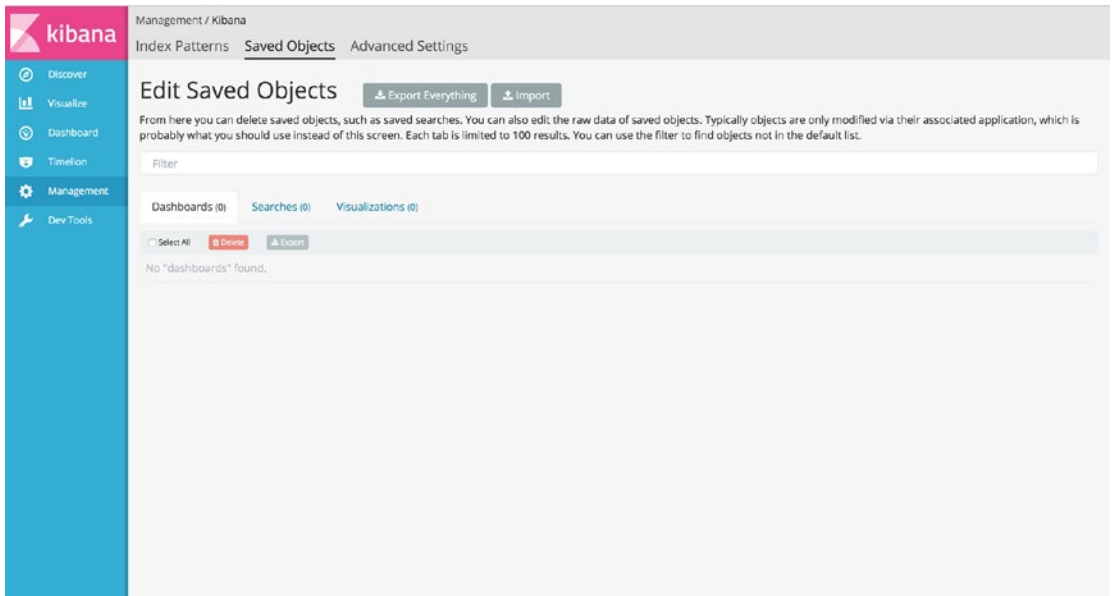 kibana
Discover
Visualize
Dashboard
Timelion
Management
Dev Tools
Management / Kibana
Index Patterns Saved Objects Advanced Settings
Edit Saved Objects Export Everything Import
From here you can delete saved objects, such as saved searches. You can also edit the raw data of saved objects. Typically objects are only modified via their associated application, which is
probably what you should use instead of this screen. Each tab is limited to 100 results. You can use the filter to find objects not in the default list.
Filter
Dashboards (0) Searches (0) Visualizations (0)
Select All Delete Export
No "dashboards" found.